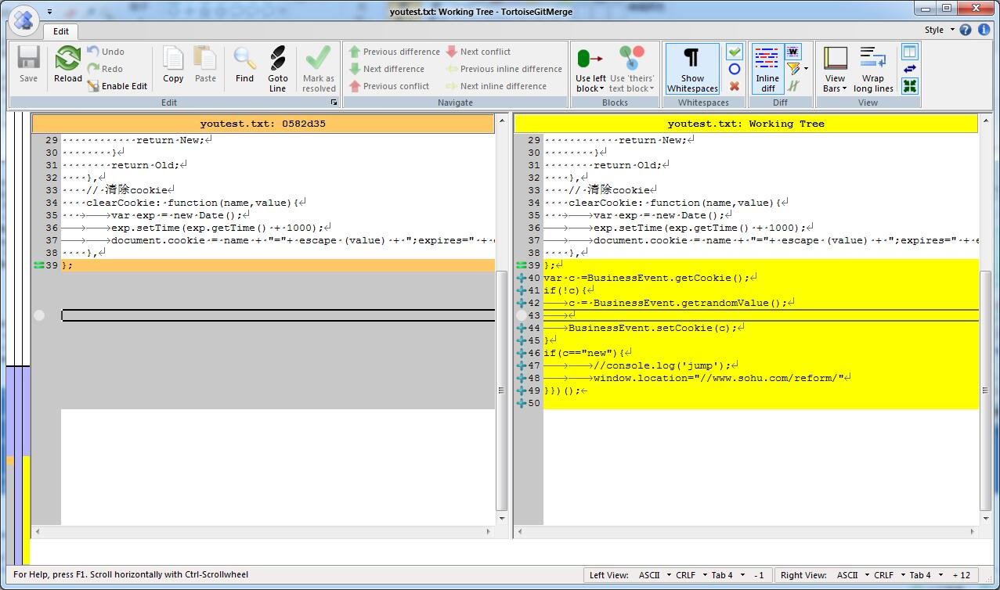 youtest.txt: Working Tree - TortoiseGitMerge
Edit
Style
Save
Reload
Undo
Redo
Enable Edit
Copy
Paste
Find
Goto Line
Mark as resolved
Edit
Previous difference
Next difference
Previous conflict
Next conflict
Previous inline difference
Next inline difference
Navigate
Use left block
Use 'theirs' text block
Blocks
Show Whitespaces
Whitespaces
Inline diff
Diff
View Bars
Wrap long lines
View
youtest.txt: 0582d35
29 return New;
30 }
31 return Old;
32 },
33 // 清除cookie
34 clearCookie: function(name,value){
35 var exp = new Date();
36 exp.setTime(exp.getTime() + 1000);
37 document.cookie = name + "="+ escape (value) + ";expires=" +
38 },
39 };
youtest.txt: Working Tree
29 return New;
30 }
31 return Old;
32 },
33 // 清除cookie
34 clearCookie: function(name,value){
35 var exp = new Date();
36 exp.setTime(exp.getTime() + 1000);
37 document.cookie = name + "="+ escape (value) + ";expires=" +
38 },
39 };
40 var c =BusinessEvent.getCookie();
41 if(!c){
42 c = BusinessEvent.getrandomValue();
43
44 BusinessEvent.setCookie(c);
45 }
46 if(c=="new"){
47 //console.log('jump');
48 window.location="//www.sohu.com/reform/"
49 }})();
50
For Help, press F1. Scroll horizontally with Ctrl-Scrollwheel
Left View: ASCII CRLF Tab 4 - 1
Right View: ASCII CRLF Tab 4 + 12